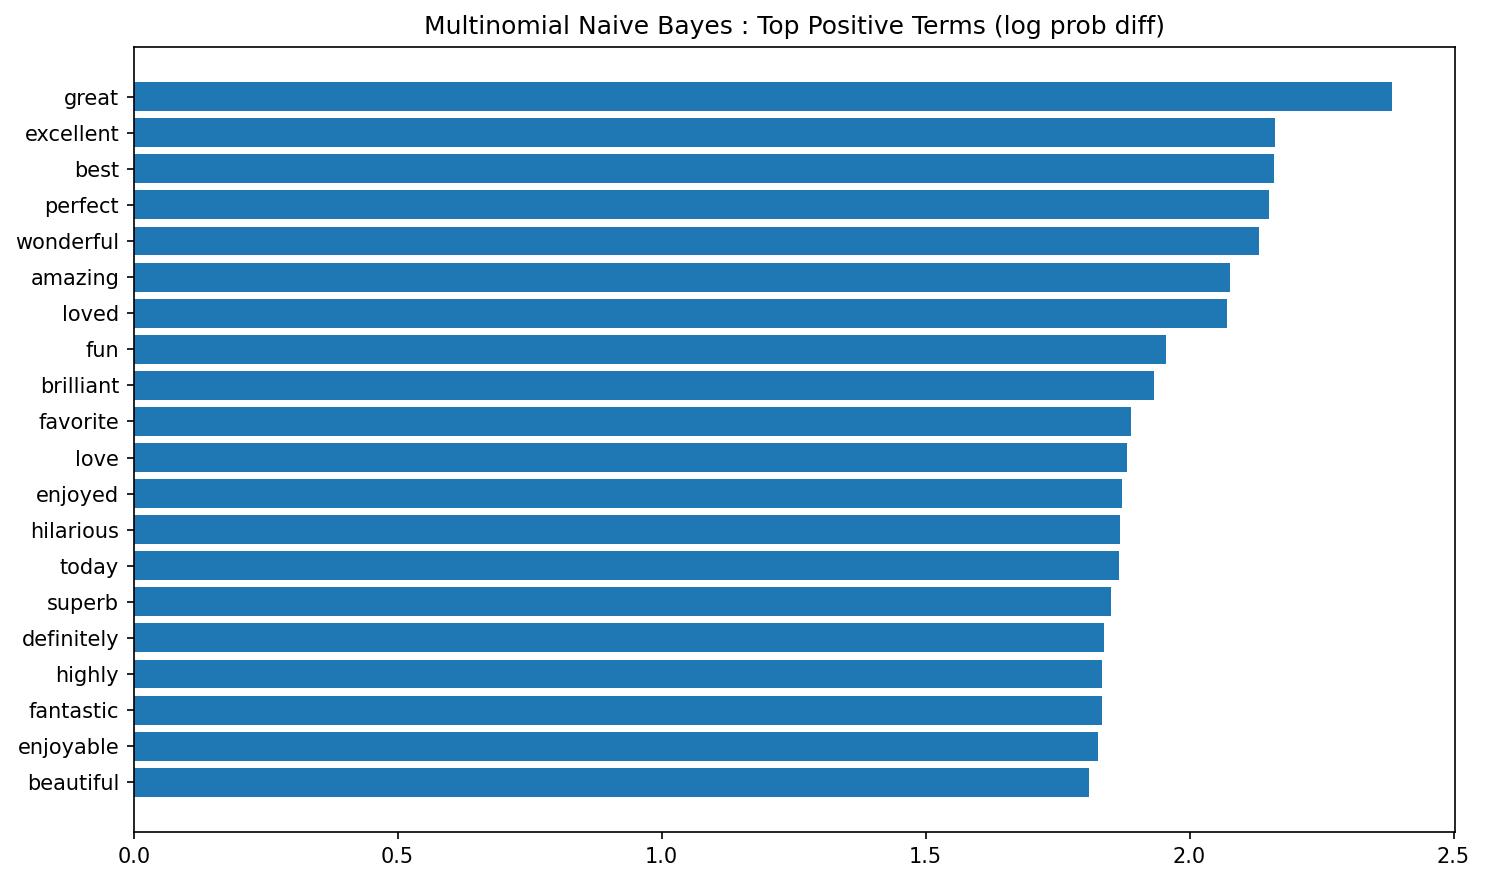 Multinomial Naive Bayes : Top Positive Terms (log prob diff)
great
excellent
best
perfect
wonderful
amazing
loved
fun
brilliant
favorite
love
enjoyed
hilarious
today
superb
definitely
highly
fantastic
enjoyable
beautiful
0.0 0.5 1.0 1.5 2.0 2.5